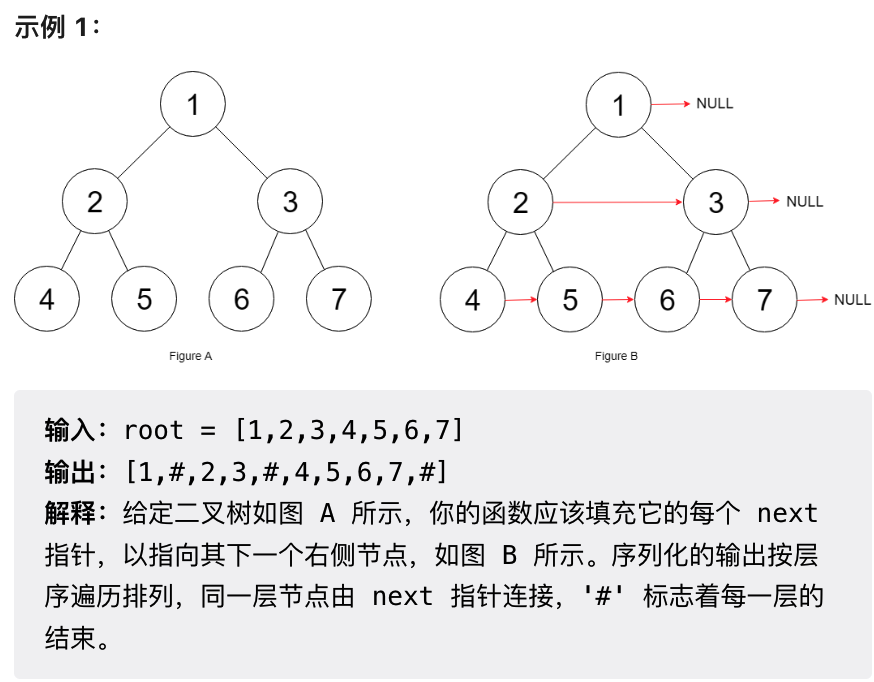 示例 1：
1
1
NULL
2
3
2
3
NULL
4
5
6
7
4
5
6
7
NULL
Figure A
Figure B
输入：root = [1,2,3,4,5,6,7]
输出：[1,#,2,3,#,4,5,6,7,#]
解释：给定二叉树如图 A 所示，你的函数应该填充它的每个 next
指针，以指向其下一个右侧节点，如图 B 所示。序列化的输出按层
序遍历排列，同一层节点由 next 指针连接，'#' 标志着每一层的
结束。